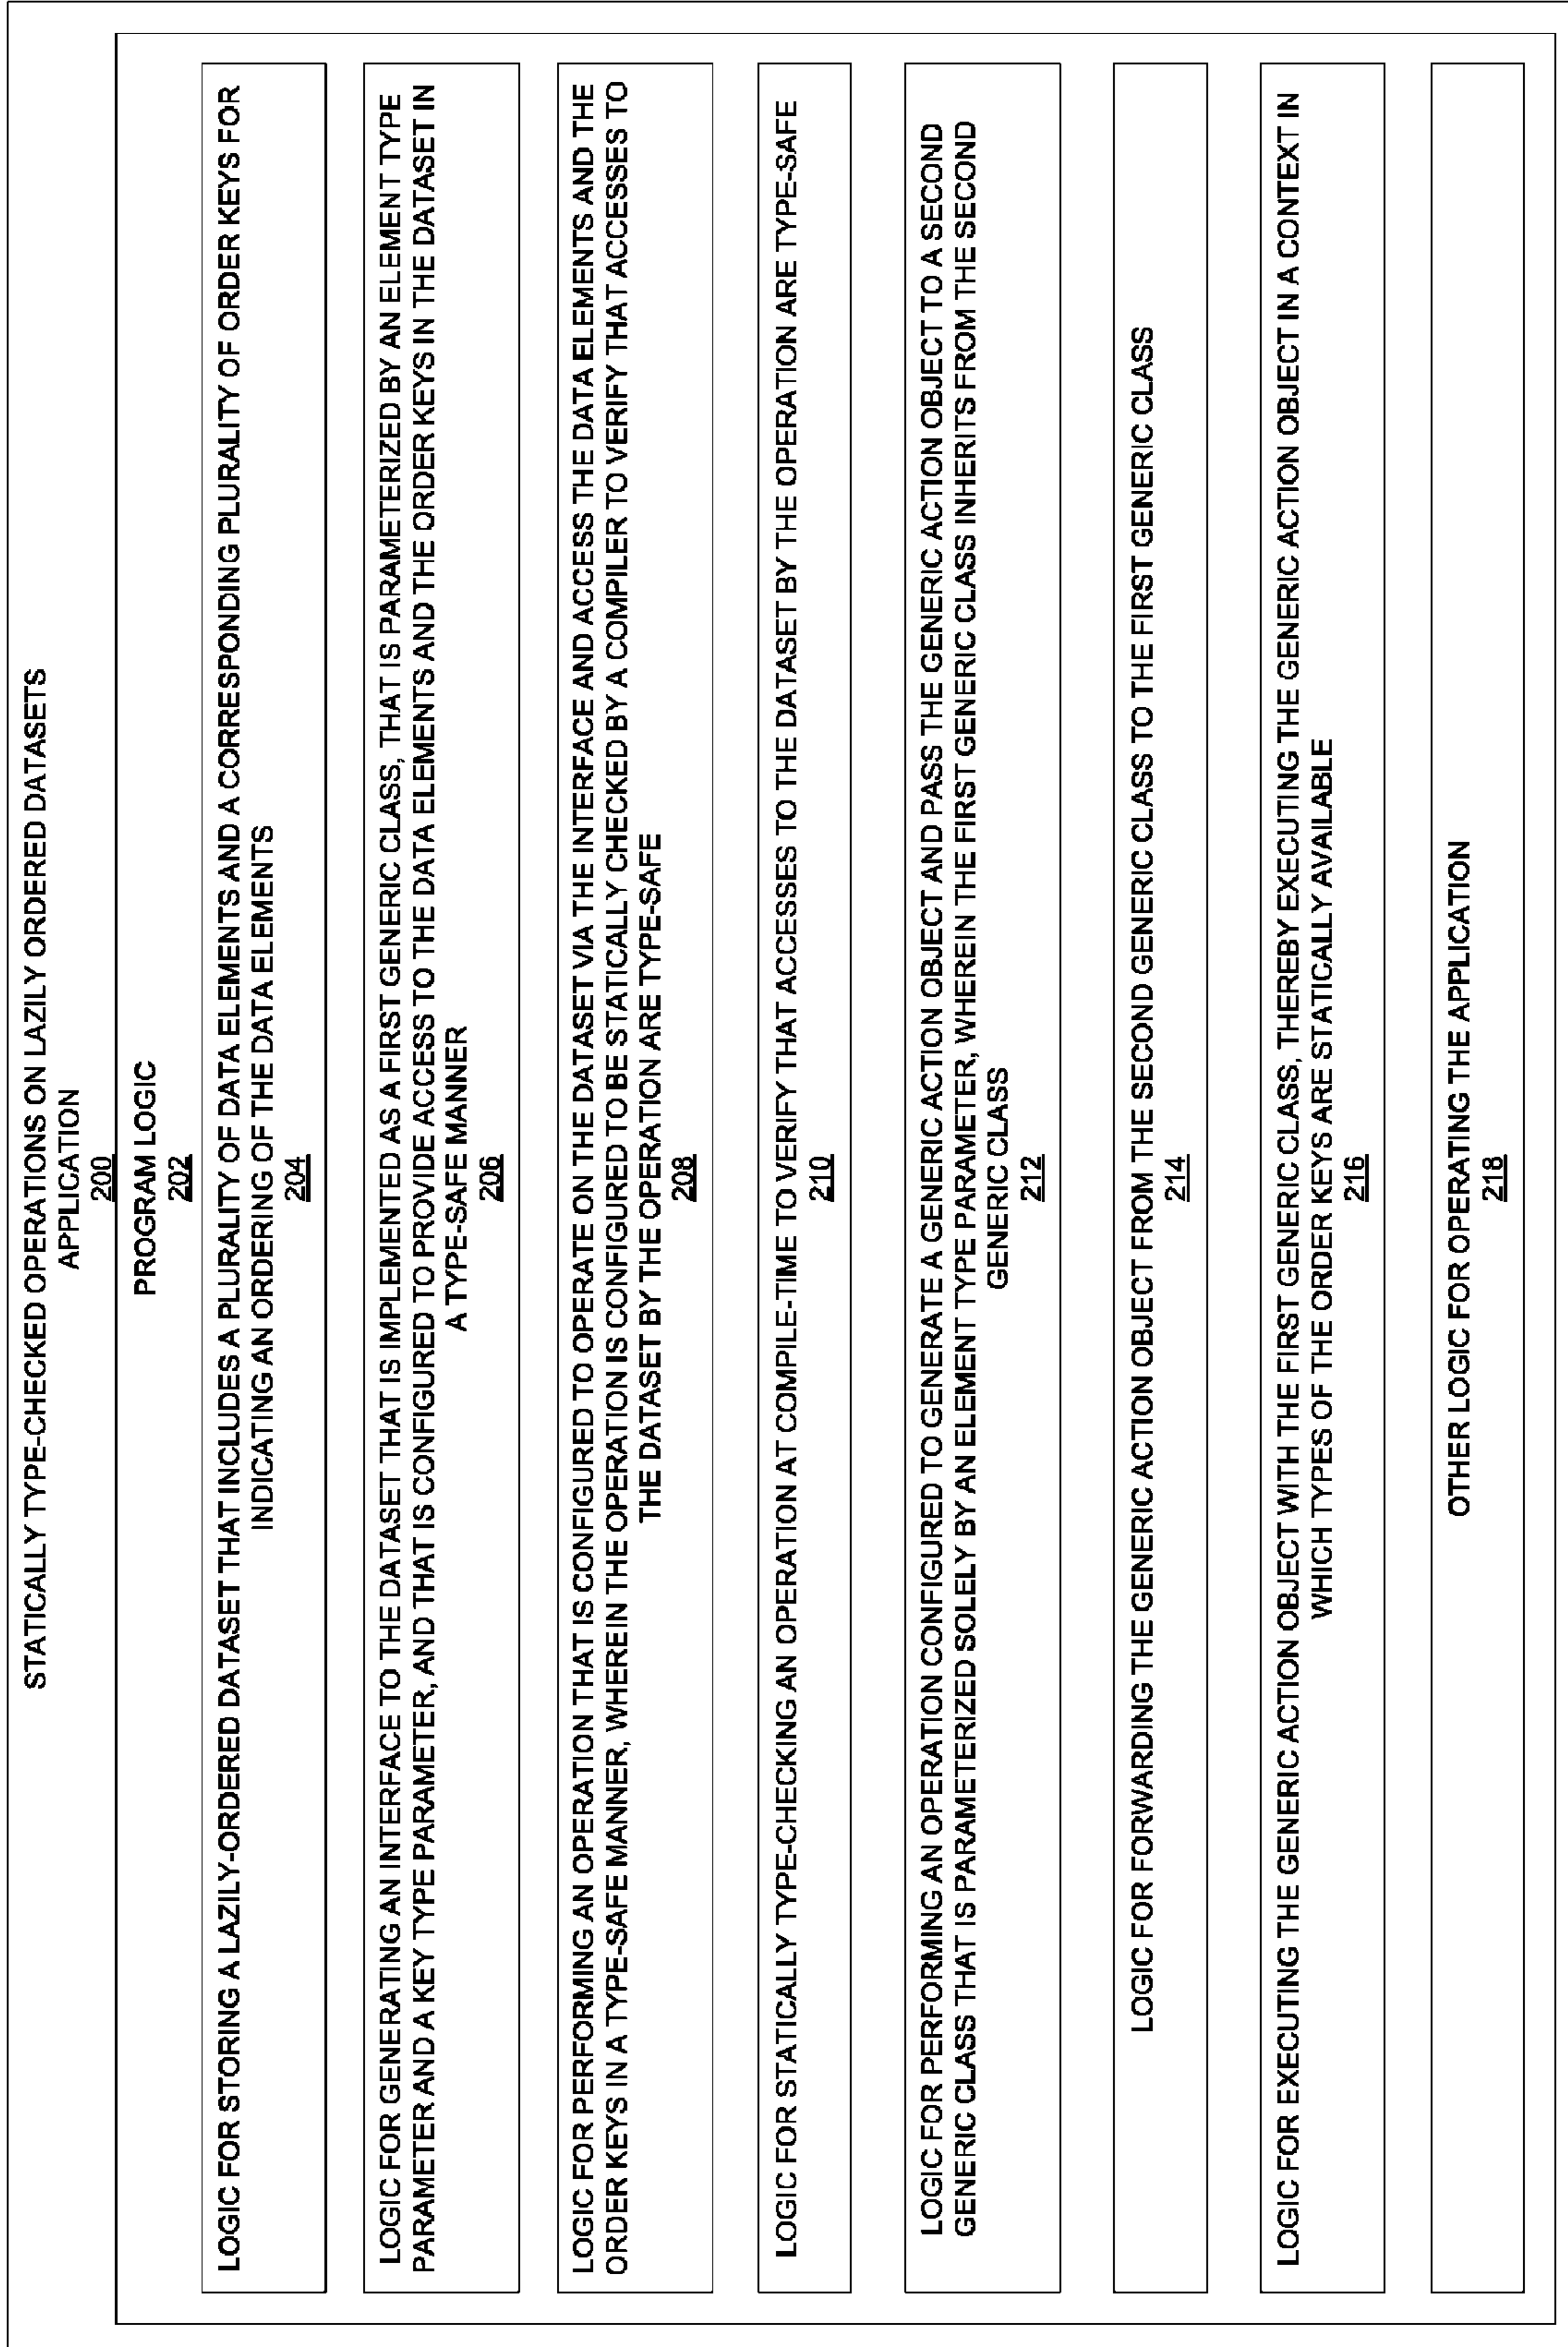 STATICALLY TYPE-CHECKED OPERATIONS ON LAZILY ORDERED DATASETS
APPLICATION
200
PROGRAM LOGIC
202
LOGIC FOR STORING A LAZILY-ORDERED DATASET THAT INCLUDES A PLURALITY OF DATA ELEMENTS AND A CORRESPONDING PLURALITY OF ORDER KEYS FOR
INDICATING AN ORDERING OF THE DATA ELEMENTS
204
LOGIC FOR GENERATING AN INTERFACE TO THE DATASET THAT IS IMPLEMENTED AS A FIRST GENERIC CLASS, THAT IS PARAMETERIZED BY AN ELEMENT TYPE
PARAMETER AND A KEY TYPE PARAMETER, AND THAT IS CONFIGURED TO PROVIDE ACCESS TO THE DATA ELEMENTS AND THE ORDER KEYS IN THE DATASET IN
A TYPE-SAFE MANNER
206
LOGIC FOR PERFORMING AN OPERATION THAT IS CONFIGURED TO OPERATE ON THE DATASET VIA THE INTERFACE AND ACCESS THE DATA ELEMENTS AND THE
ORDER KEYS IN A TYPE-SAFE MANNER, WHEREIN THE OPERATION IS CONFIGURED TO BE STATICALLY CHECKED BY A COMPILER TO VERIFY THAT ACCESSES TO
THE DATASET BY THE OPERATION ARE TYPE-SAFE
208
LOGIC FOR STATICALLY TYPE-CHECKING AN OPERATION AT COMPILE-TIME TO VERIFY THAT ACCESSES TO THE DATASET BY THE OPERATION ARE TYPE-SAFE
210
LOGIC FOR PERFORMING AN OPERATION CONFIGURED TO GENERATE A GENERIC ACTION OBJECT AND PASS THE GENERIC ACTION OBJECT TO A SECOND
GENERIC CLASS THAT IS PARAMETERIZED SOLELY BY AN ELEMENT TYPE PARAMETER, WHEREIN THE FIRST GENERIC CLASS INHERITS FROM THE SECOND
GENERIC CLASS
212
LOGIC FOR FORWARDING THE GENERIC ACTION OBJECT FROM THE SECOND GENERIC CLASS TO THE FIRST GENERIC CLASS
214
LOGIC FOR EXECUTING THE GENERIC ACTION OBJECT WITH THE FIRST GENERIC CLASS, THEREBY EXECUTING THE GENERIC ACTION OBJECT IN A CONTEXT IN
WHICH TYPES OF THE ORDER KEYS ARE STATICALLY AVAILABLE
216
OTHER LOGIC FOR OPERATING THE APPLICATION
218